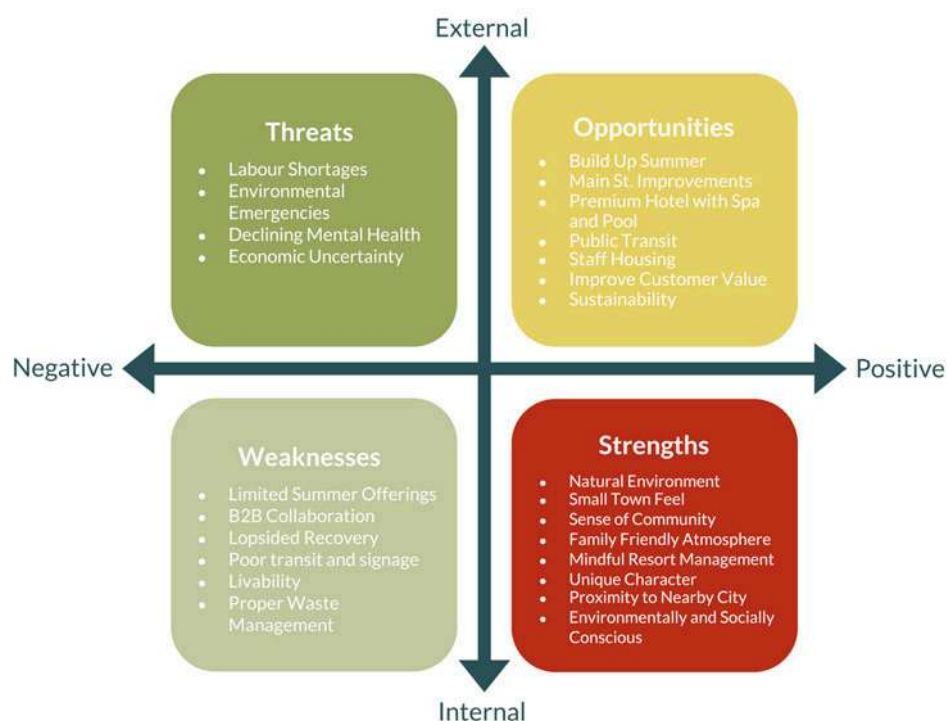 External
Threats
• Labour Shortages
• Environmental
Emergencies
• Declining Mental Health
• Economic Uncertainty
Opportunities
• Build Up Summer
• Main St. Improvements
• Premium Hotel with Spa
and Pool
• Public Transit
• Staff Housing
• Improve Customer Value
• Sustainability
Negative
Positive
Weaknesses
• Limited Summer Offerings
• B2B Collaboration
• Lopsided Recovery
• Poor transit and signage
• Livability
• Proper Waste
Management
Strengths
• Natural Environment
• Small Town Feel
• Sense of Community
• Family Friendly Atmosphere
• Mindful Resort Management
• Unique Character
• Proximity to Nearby City
• Environmentally and Socially
Conscious
Internal